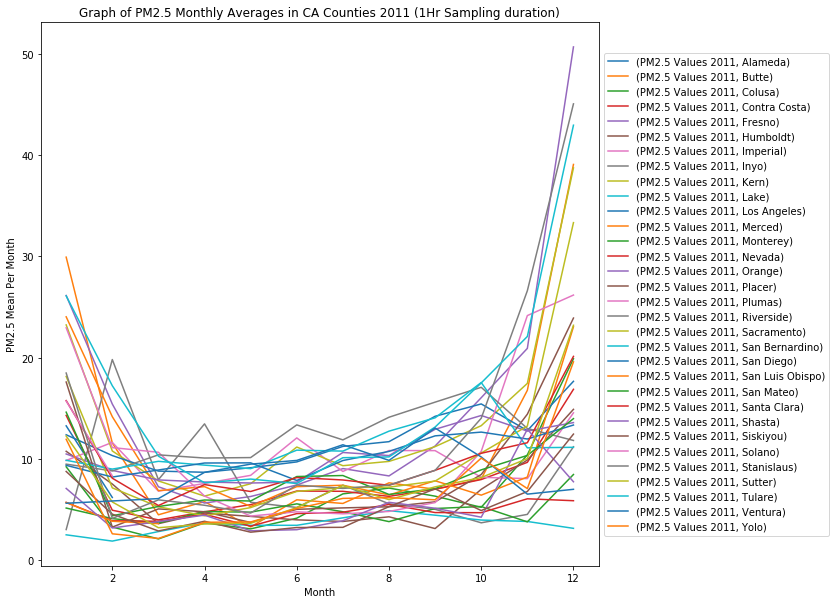 Graph of PM2.5 Monthly Averages in CA Counties 2011 (1Hr Sampling duration)
PM2.5 Mean Per Month
50
40
30
20
10
0
2 4 6 8 10 12
Month
(PM2.5 Values 2011, Alameda)
(PM2.5 Values 2011, Butte)
(PM2.5 Values 2011, Colusa)
(PM2.5 Values 2011, Contra Costa)
(PM2.5 Values 2011, Fresno)
(PM2.5 Values 2011, Humboldt)
(PM2.5 Values 2011, Imperial)
(PM2.5 Values 2011, Inyo)
(PM2.5 Values 2011, Kern)
(PM2.5 Values 2011, Lake)
(PM2.5 Values 2011, Los Angeles)
(PM2.5 Values 2011, Merced)
(PM2.5 Values 2011, Monterey)
(PM2.5 Values 2011, Nevada)
(PM2.5 Values 2011, Orange)
(PM2.5 Values 2011, Placer)
(PM2.5 Values 2011, Plumas)
(PM2.5 Values 2011, Riverside)
(PM2.5 Values 2011, Sacramento)
(PM2.5 Values 2011, San Bernardino)
(PM2.5 Values 2011, San Diego)
(PM2.5 Values 2011, San Luis Obispo)
(PM2.5 Values 2011, San Mateo)
(PM2.5 Values 2011, Santa Clara)
(PM2.5 Values 2011, Shasta)
(PM2.5 Values 2011, Siskiyou)
(PM2.5 Values 2011, Solano)
(PM2.5 Values 2011, Stanislaus)
(PM2.5 Values 2011, Sutter)
(PM2.5 Values 2011, Tulare)
(PM2.5 Values 2011, Ventura)
(PM2.5 Values 2011, Yolo)